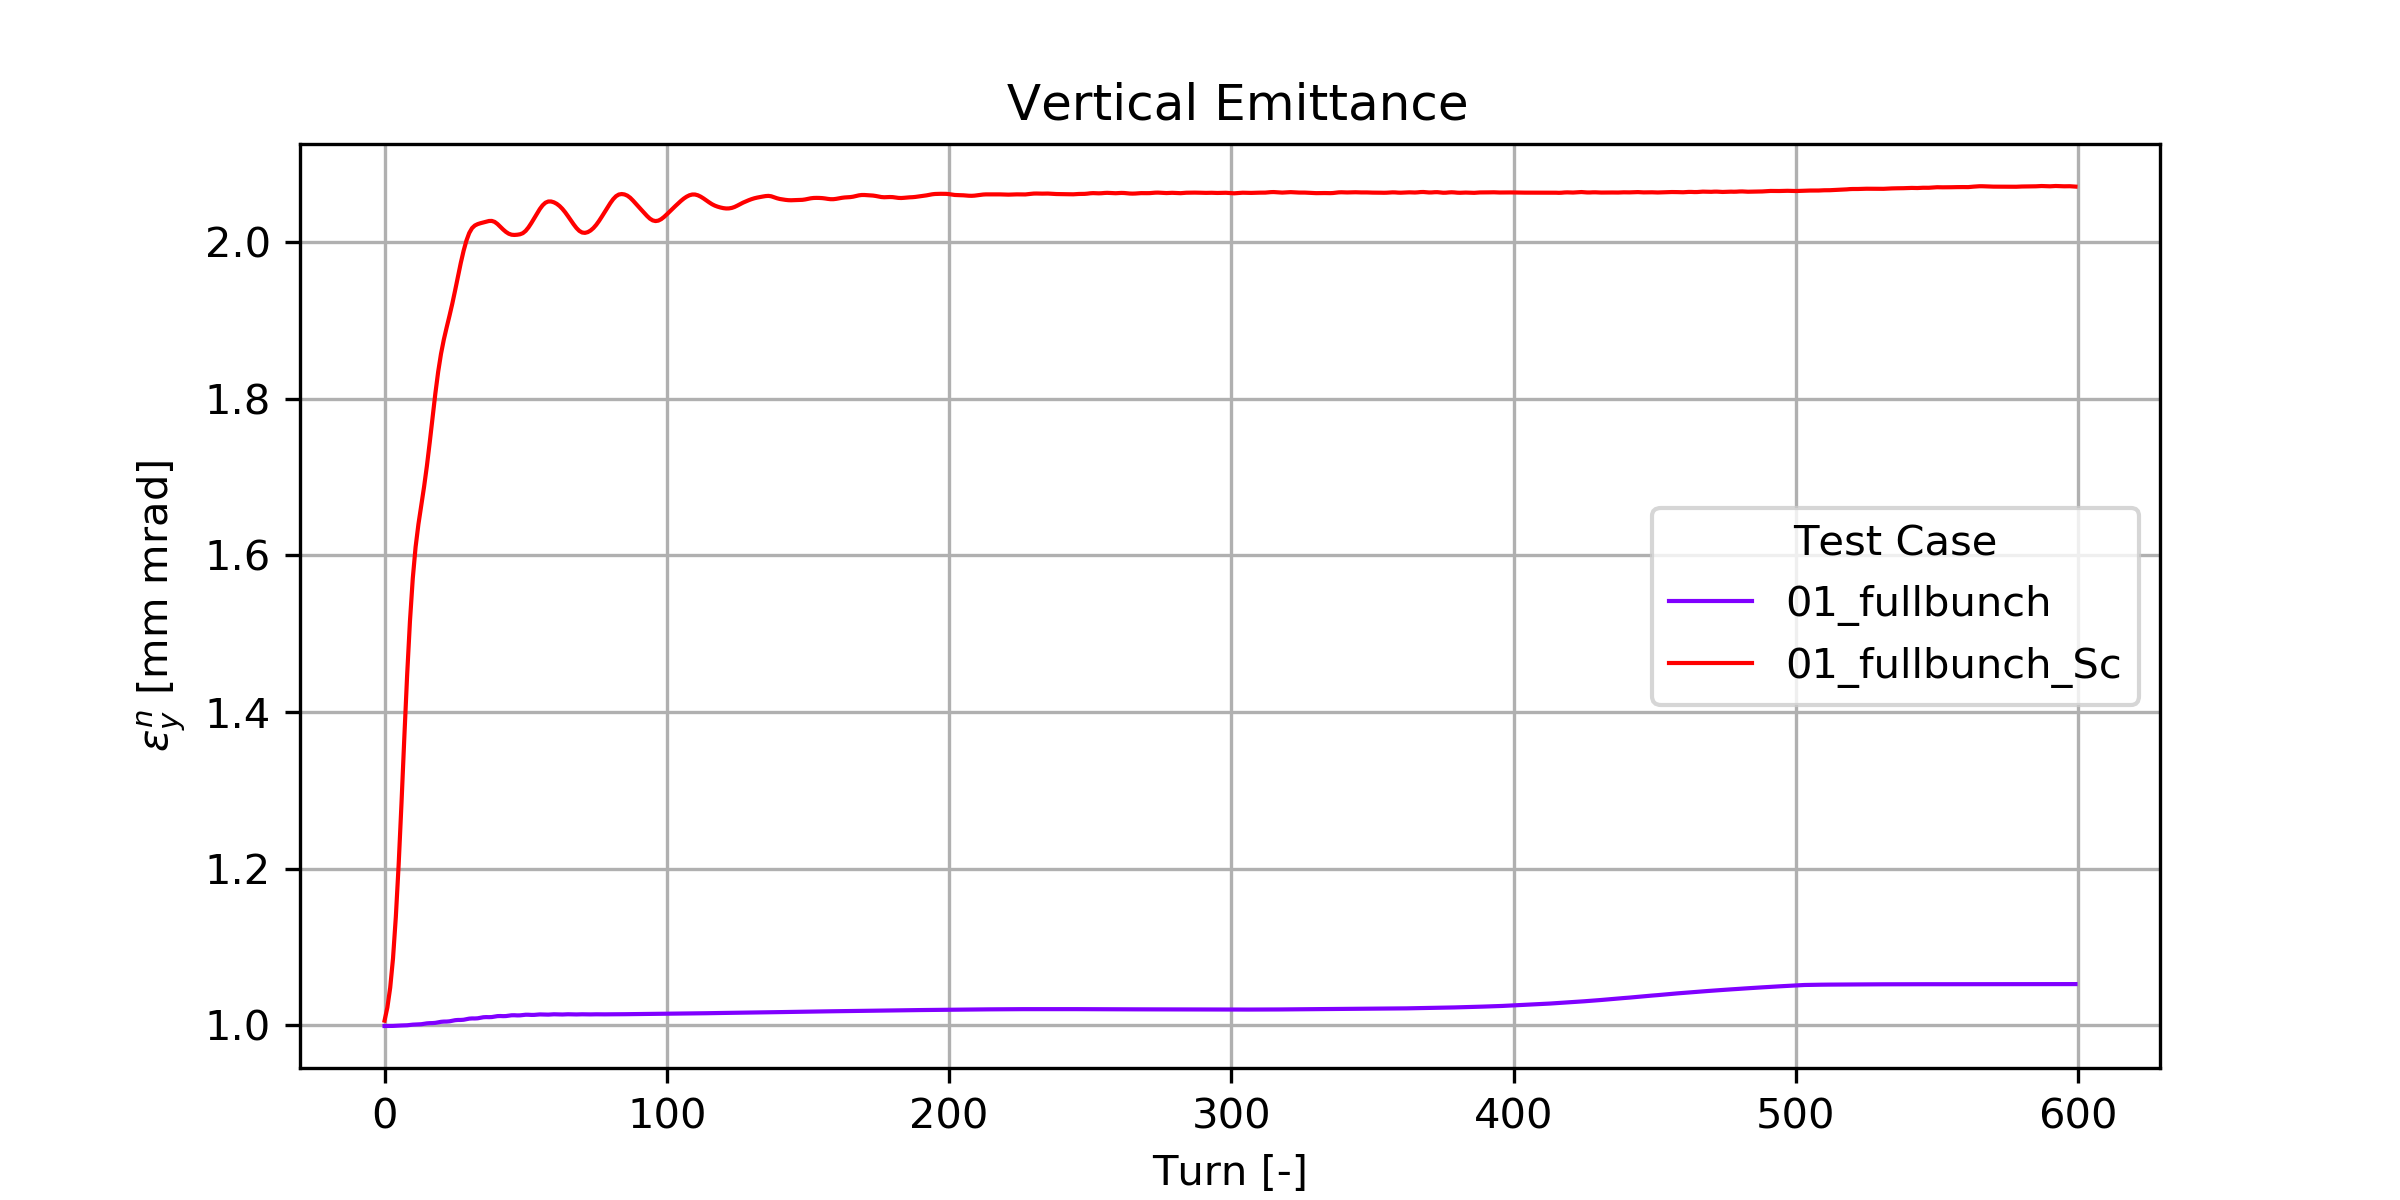 Vertical Emittance
2.0
1.8
1.6
1.4
1.2
1.0
ε_y^n [mm mrad]
Test Case
01_fullbunch
01_fullbunch_Sc
0 100 200 300 400 500 600
Turn [-]